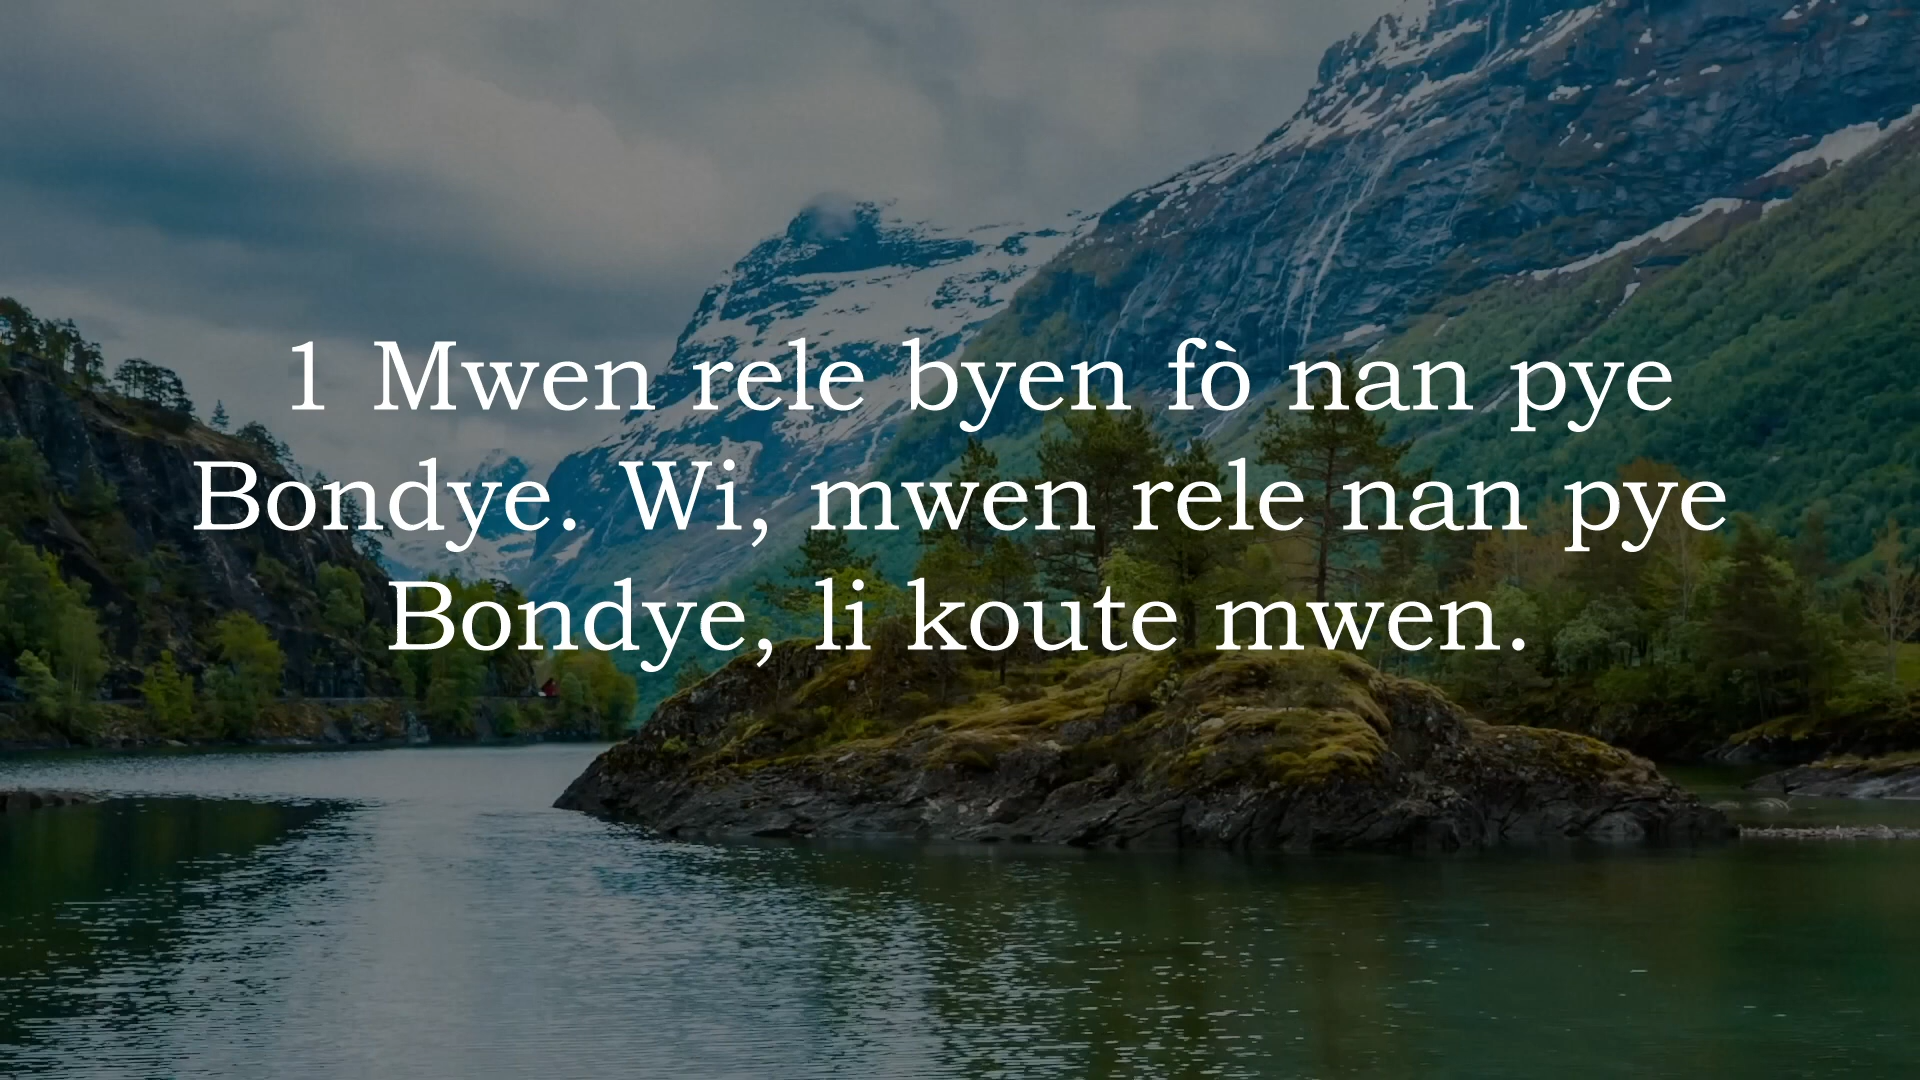 1 Mwen rele byen fò nan pye
Bondye. Wi, mwen rele nan pye
Bondye, li koute mwen.